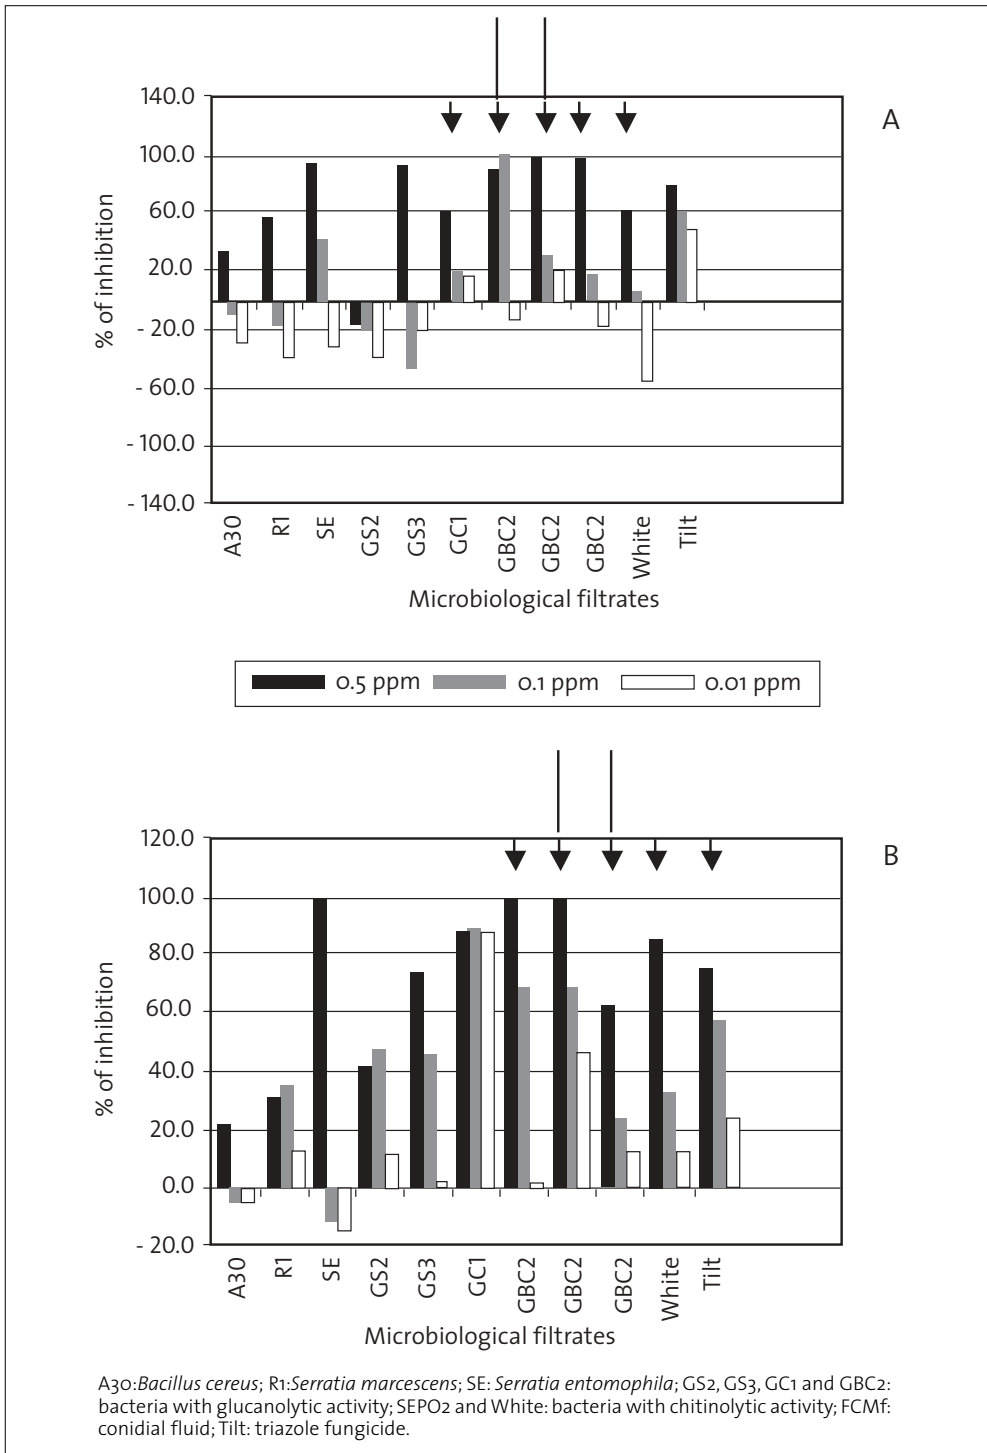 A
140.0
100.0
60.0
20.0
- 20.0
- 60.0
- 100.0
- 140.0
% of inhibition
A30
R1
SE
GS2
GS3
GC1
GBC2
GBC2
GBC2
White
Tilt
Microbiological filtrates
0.5 ppm 0.1 ppm 0.01 ppm
B
120.0
100.0
80.0
60.0
40.0
20.0
0.0
- 20.0
% of inhibition
A30
R1
SE
GS2
GS3
GC1
GBC2
GBC2
GBC2
White
Tilt
Microbiological filtrates
A30:Bacillus cereus; R1:Serratia marcescens; SE: Serratia entomophila; GS2, GS3, GC1 and GBC2:
bacteria with glucanolytic activity; SEPO2 and White: bacteria with chitinolytic activity; FCMf:
conidial fluid; Tilt: triazole fungicide.